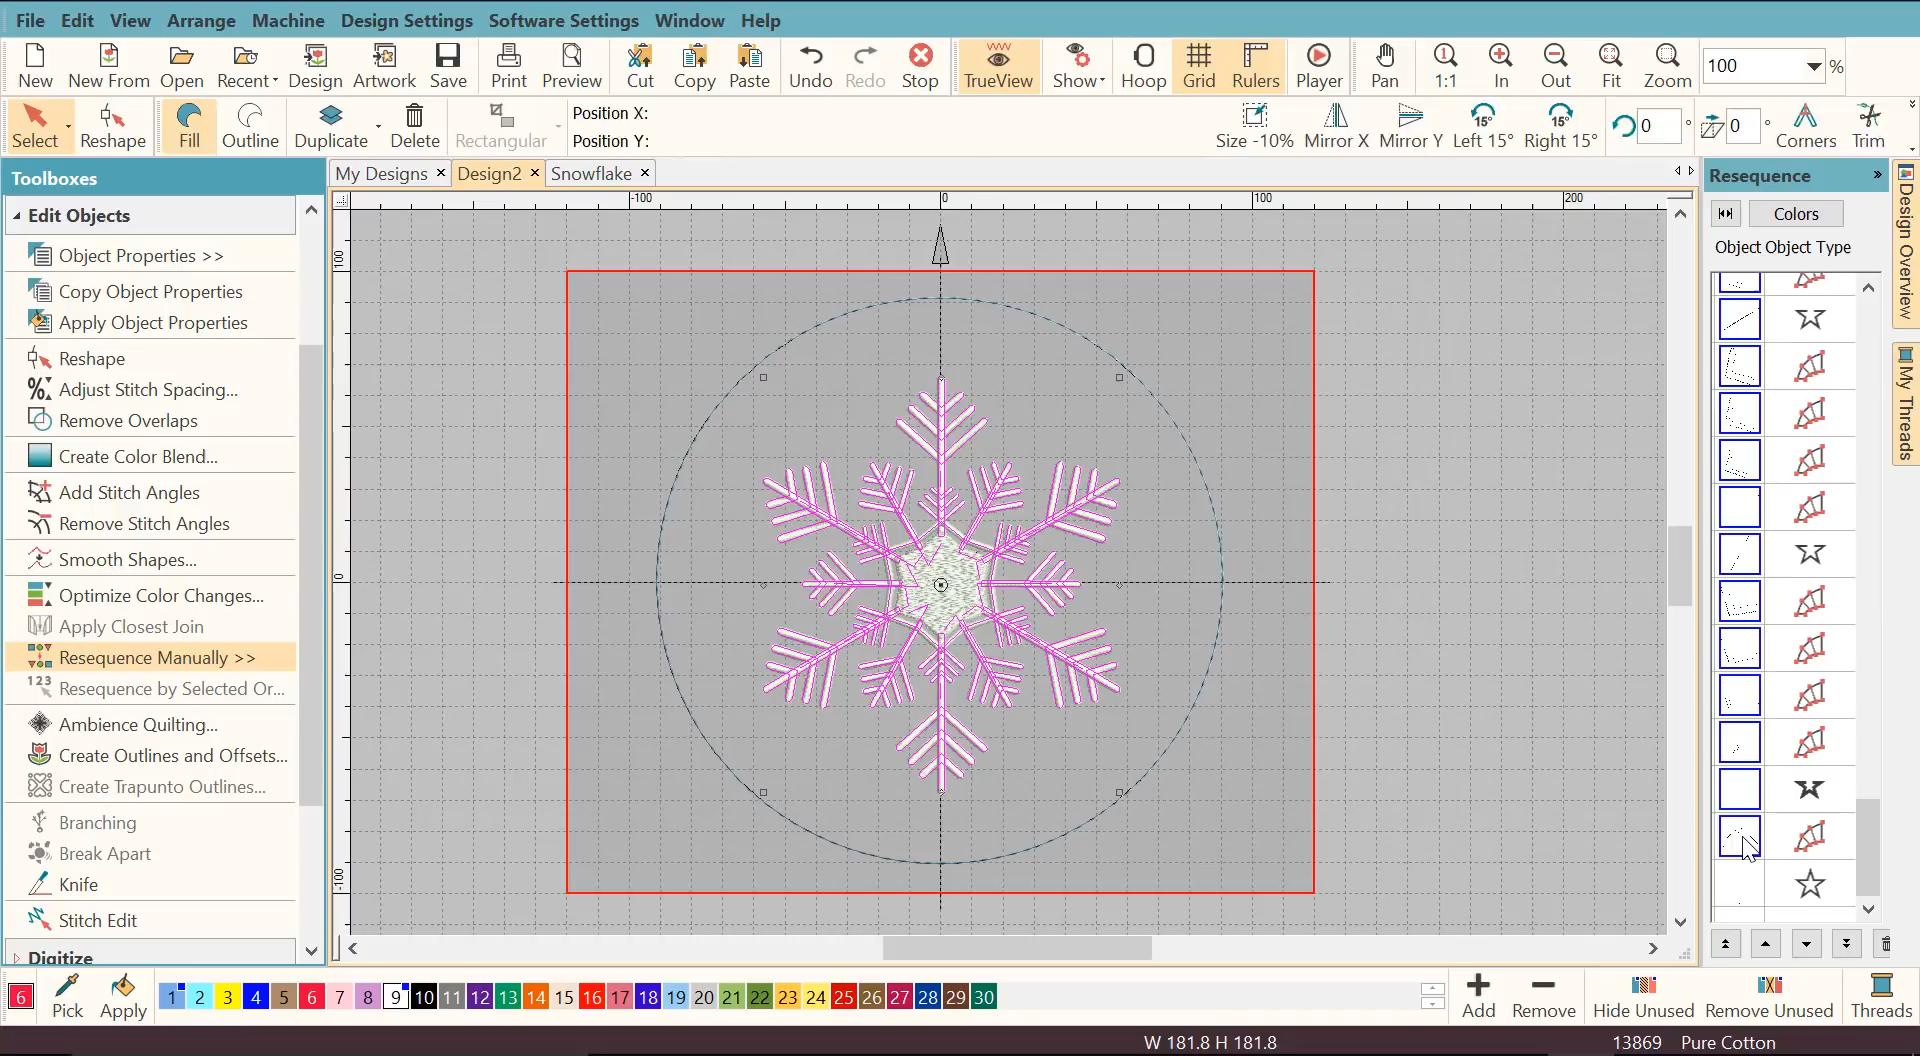 File Edit View Arrange Machine Design Settings Software Settings Window Help
New New From Open Recent Design Artwork Save Print Preview Cut Copy Paste Undo Redo Stop TrueView Show Hoop Grid Rulers Player Pan 1:1 In Out Fit Zoom 100 %
Select Reshape Fill Outline Duplicate Delete Rectangular Position X: Position Y: Size -10% Mirror X Mirror Y 15° Left 15° 15° Right 15° 0 ° 0 ° Corners Trim
Toolboxes
My Designs × Design2 × Snowflake ×
Resequence
Edit Objects
Object Properties >>
Copy Object Properties
Apply Object Properties
Reshape
Adjust Stitch Spacing...
Remove Overlaps
Create Color Blend...
Add Stitch Angles
Remove Stitch Angles
Smooth Shapes...
Optimize Color Changes...
Apply Closest Join
Resequence Manually >>
123 Resequence by Selected Or...
Ambience Quilting...
Create Outlines and Offsets...
Create Trapunto Outlines...
Branching
Break Apart
Knife
Stitch Edit
Digitize
-100 0 100 200
100
0
-100
Colors
Object Object Type
Design Overview
My Threads
6 Pick Apply 1 2 3 4 5 6 7 8 9 10 11 12 13 14 15 16 17 18 19 20 21 22 23 24 25 26 27 28 29 30 Add Remove Hide Unused Remove Unused Threads
W 181.8 H 181.8 13869 Pure Cotton